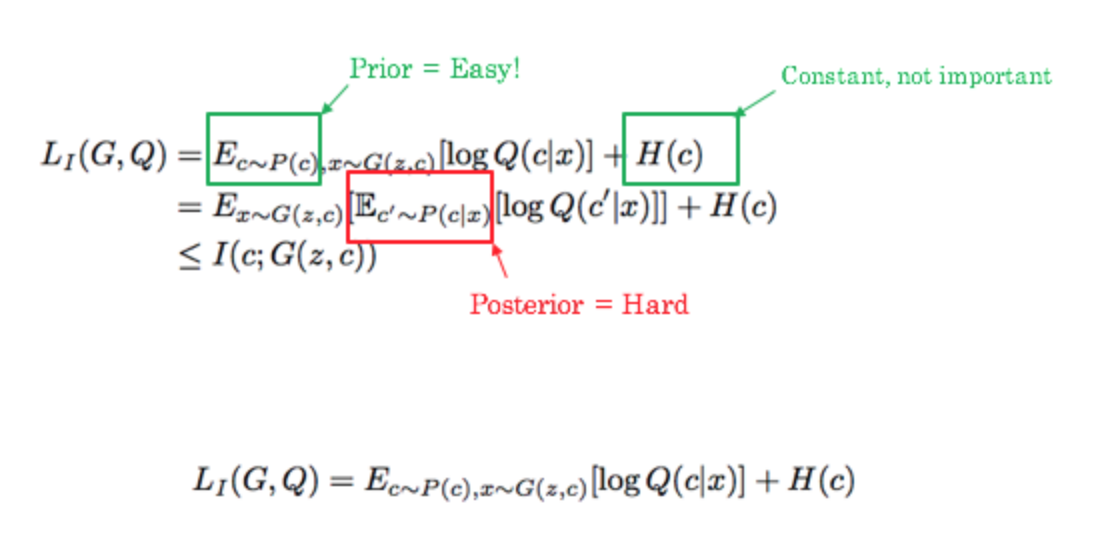 Prior = Easy!
Constant, not important
L_I(G, Q) = E_{c∼P(c),x∼G(z,c)}[log Q(c|x)] + H(c)
= E_{x∼G(z,c)}[𝔼_{c′∼P(c|x)}[log Q(c′|x)]] + H(c)
≤ I(c; G(z, c))
Posterior = Hard
L_I(G, Q) = E_{c∼P(c),x∼G(z,c)}[log Q(c|x)] + H(c)